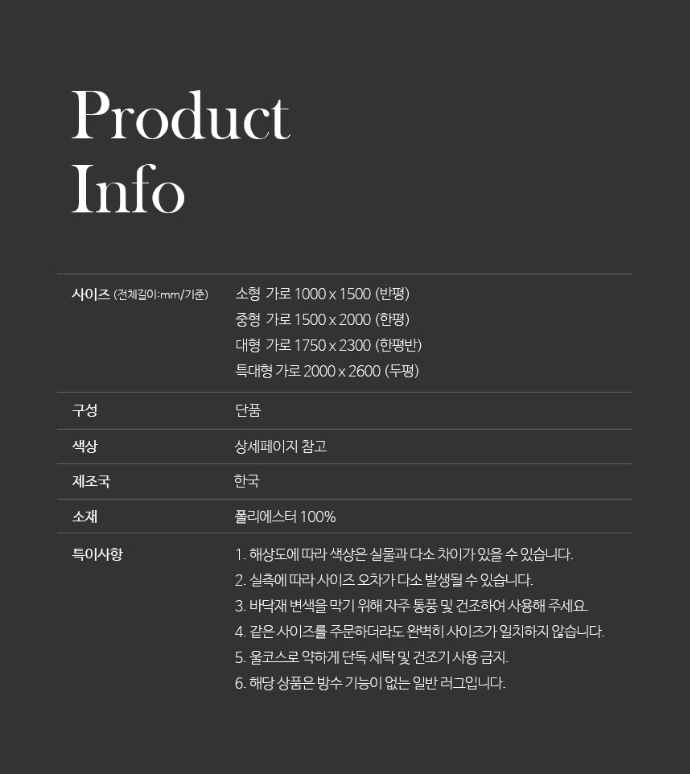 Product
Info
사이즈 (전체길이:mm/기준) 소형 가로 1000 x 1500 (반평)
중형 가로 1500 x 2000 (한평)
대형 가로 1750 x 2300 (한평반)
특대형 가로 2000 x 2600 (두평)
구성 단품
색상 상세페이지 참고
제조국 한국
소재 폴리에스터 100%
특이사항 1. 해상도에 따라 색상은 실물과 다소 차이가 있을 수 있습니다.
2. 실측에 따라 사이즈 오차가 다소 발생될 수 있습니다.
3. 바닥재 변색을 막기 위해 자주 통풍 및 건조하여 사용해 주세요.
4. 같은 사이즈를 주문하더라도 완벽히 사이즈가 일치하지 않습니다.
5. 울코스로 약하게 단독 세탁 및 건조기 사용 금지.
6. 해당 상품은 방수 기능이 없는 일반 러그입니다.